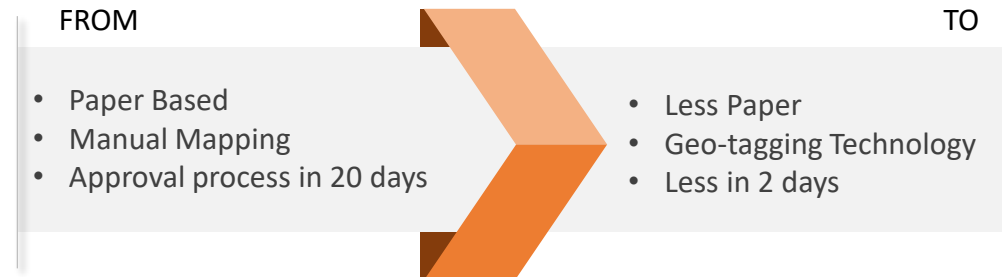 FROM
TO
• Paper Based
• Manual Mapping
• Approval process in 20 days
• Less Paper
• Geo-tagging Technology
• Less in 2 days